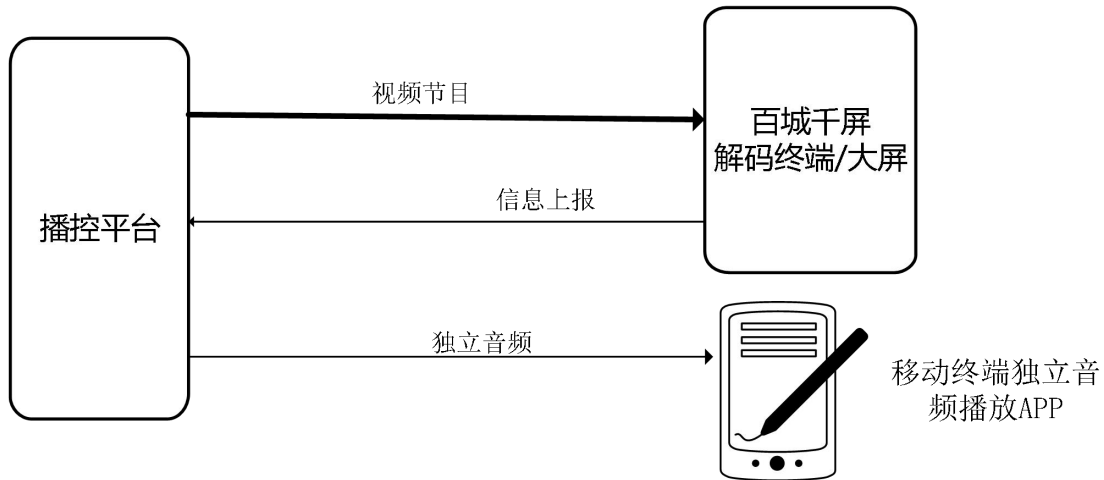 视频节目
百城千屏
解码终端/大屏
信息上报
播控平台
独立音频
移动终端独立音
频播放APP